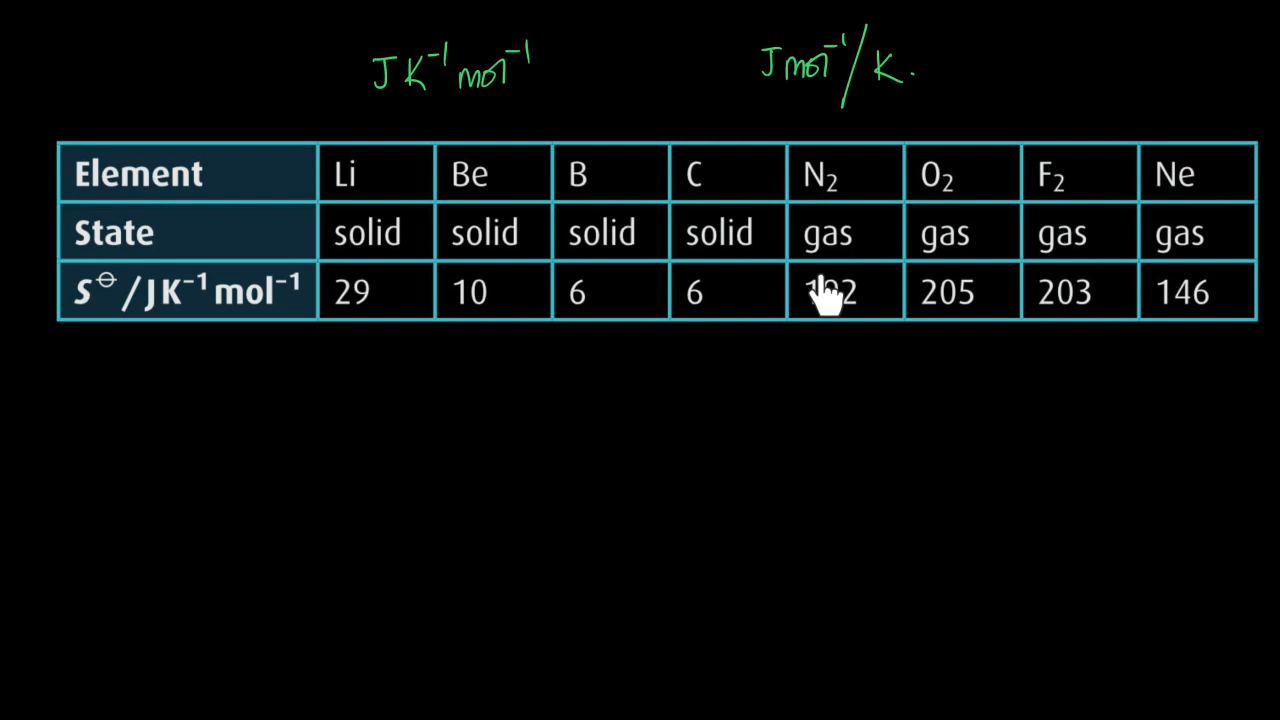 J K⁻¹ mol⁻¹ J mol⁻¹/K.
Element Li Be B C N₂ O₂ F₂ Ne
State solid solid solid solid gas gas gas gas
S⦵/J K⁻¹ mol⁻¹ 29 10 6 6 205 203 146